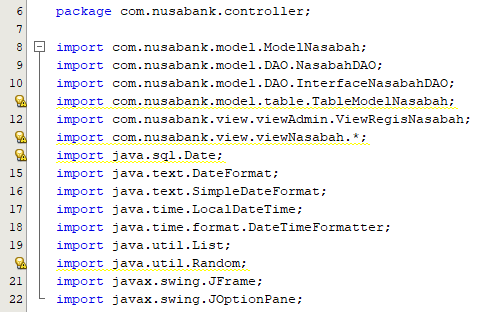 6 package com.nusabank.controller;
7
8 import com.nusabank.model.ModelNasabah;
9 import com.nusabank.model.DAO.NasabahDAO;
10 import com.nusabank.model.DAO.InterfaceNasabahDAO;
import com.nusabank.model.table.TableModelNasabah;
12 import com.nusabank.view.viewAdmin.ViewRegisNasabah;
import com.nusabank.view.viewNasabah.*;
import java.sql.Date;
15 import java.text.DateFormat;
16 import java.text.SimpleDateFormat;
17 import java.time.LocalDateTime;
18 import java.time.format.DateTimeFormatter;
19 import java.util.List;
import java.util.Random;
21 import javax.swing.JFrame;
22 import javax.swing.JOptionPane;